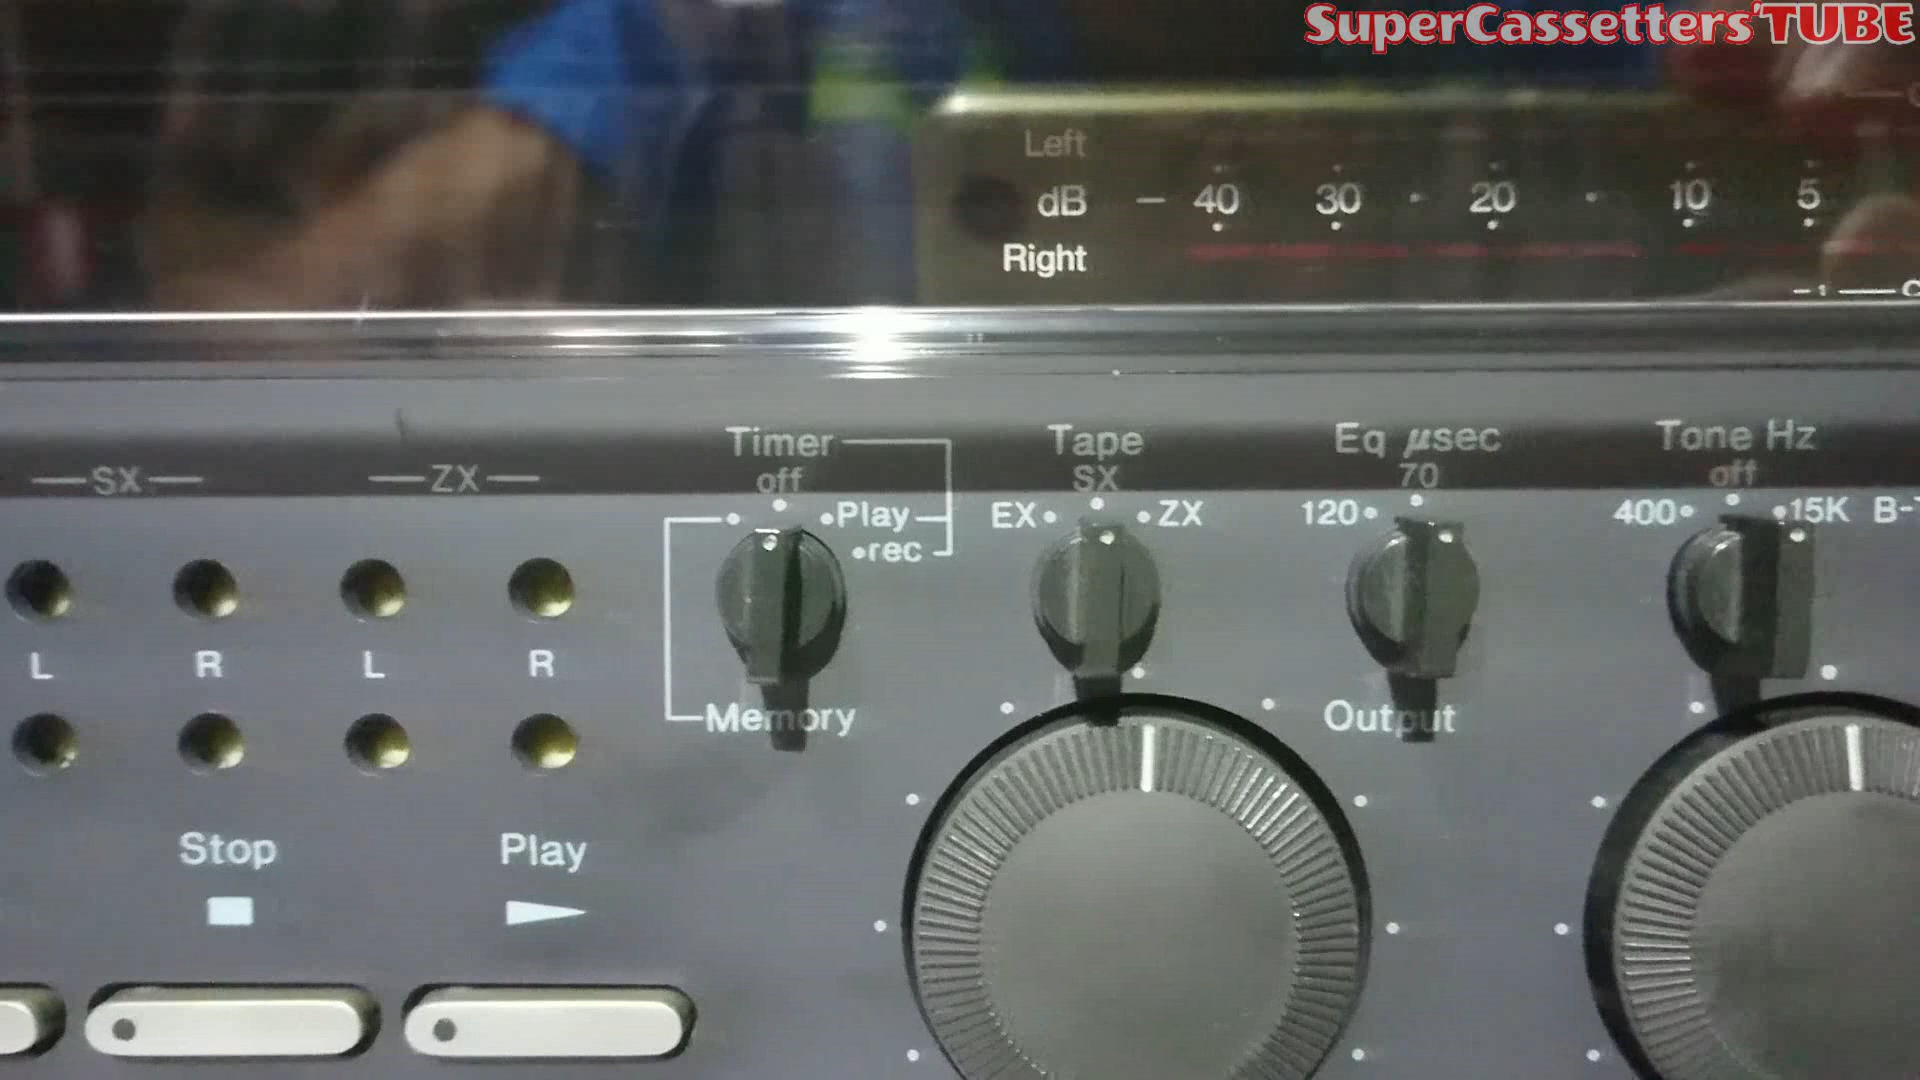 SuperCassetters'TUBE
Left
dB – 40 30 20 10 5
Right
Timer Tape Eq µsec Tone Hz
SX ZX off SX 70 off
Play EX ZX 120 400 15K
rec
L R L R
Memory Output
Stop Play